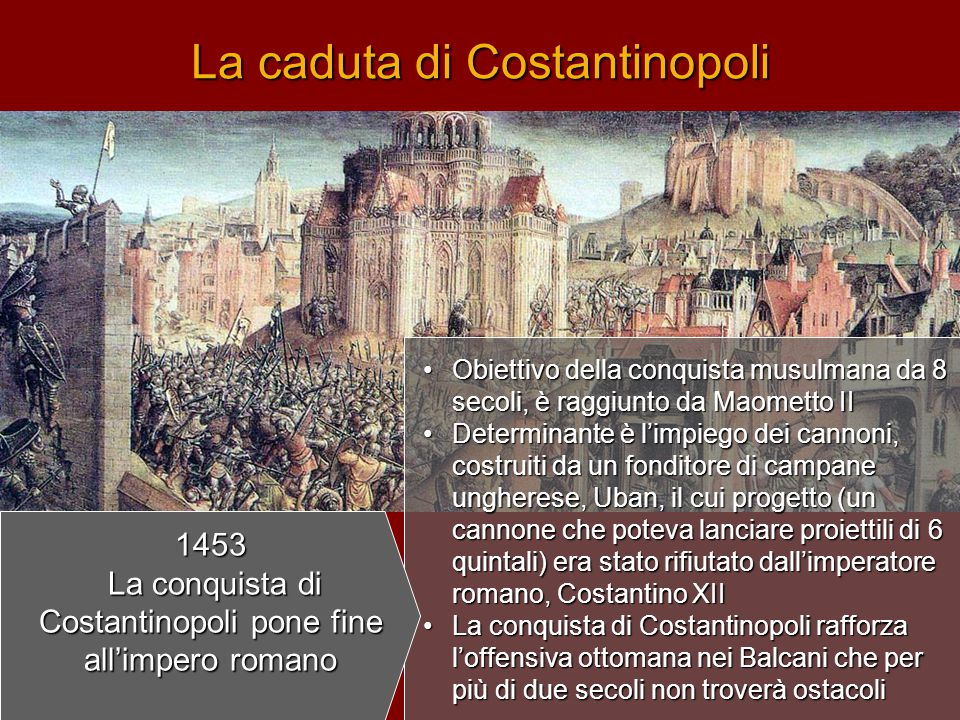 La caduta di Costantinopoli
• Obiettivo della conquista musulmana da 8
secoli, è raggiunto da Maometto II
• Determinante è l’impiego dei cannoni,
costruiti da un fonditore di campane
ungherese, Uban, il cui progetto (un
cannone che poteva lanciare proiettili di 6
quintali) era stato rifiutato dall’imperatore
romano, Costantino XII
• La conquista di Costantinopoli rafforza
l’offensiva ottomana nei Balcani che per
più di due secoli non troverà ostacoli
1453
La conquista di
Costantinopoli pone fine
all’impero romano